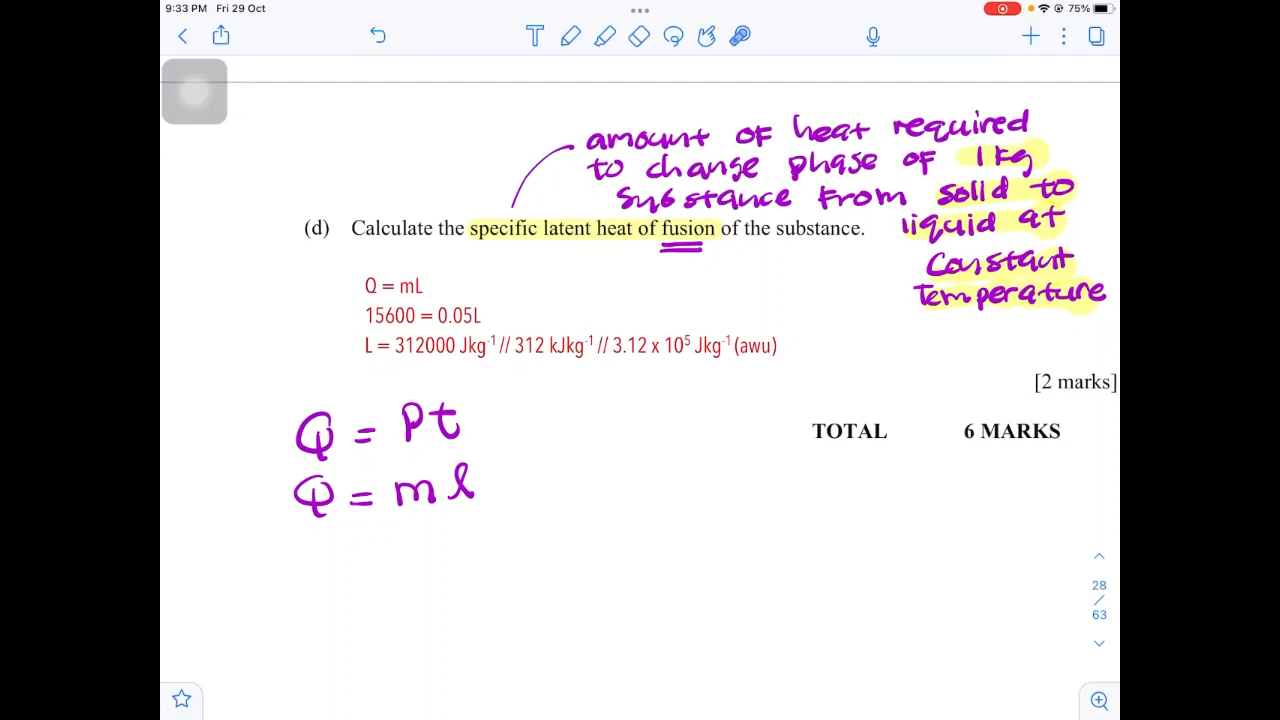 9:33 PM Fri 29 Oct
75%
amount of heat required
to change phase of 1 kg
substance from solid to
liquid at
constant
temperature
(d) Calculate the specific latent heat of fusion of the substance.
Q = mL
15600 = 0.05L
L = 312000 Jkg⁻¹ // 312 kJkg⁻¹ // 3.12 x 10⁵ Jkg⁻¹ (awu)
[2 marks]
Q = Pt
TOTAL 6 MARKS
Q = ml
28
/
63